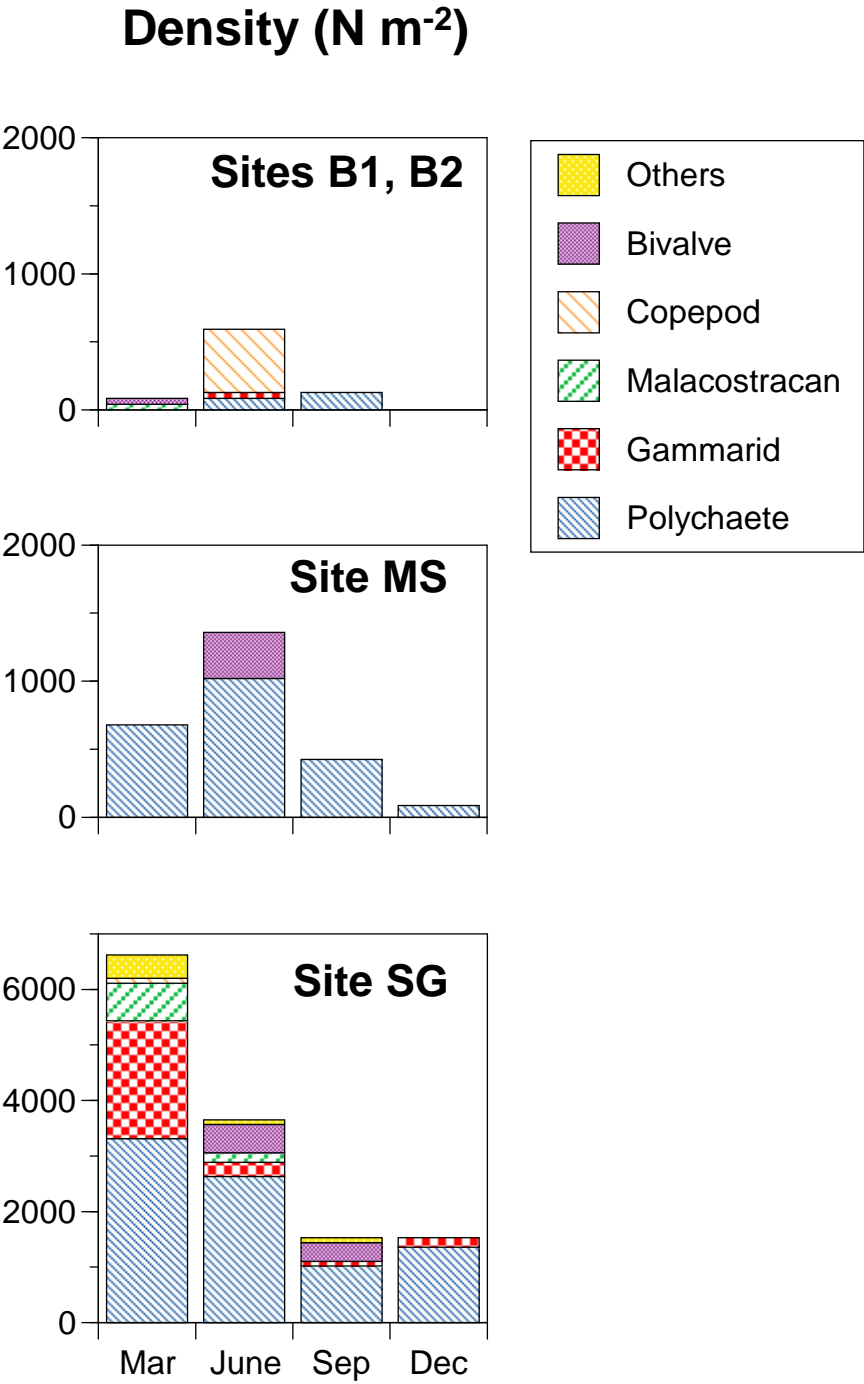 Density (N m-2)
2000
1000
0
Sites B1, B2
Others
Bivalve
Copepod
Malacostracan
Gammarid
Polychaete
2000
1000
0
Site MS
6000
4000
2000
0
Site SG
Mar June Sep Dec